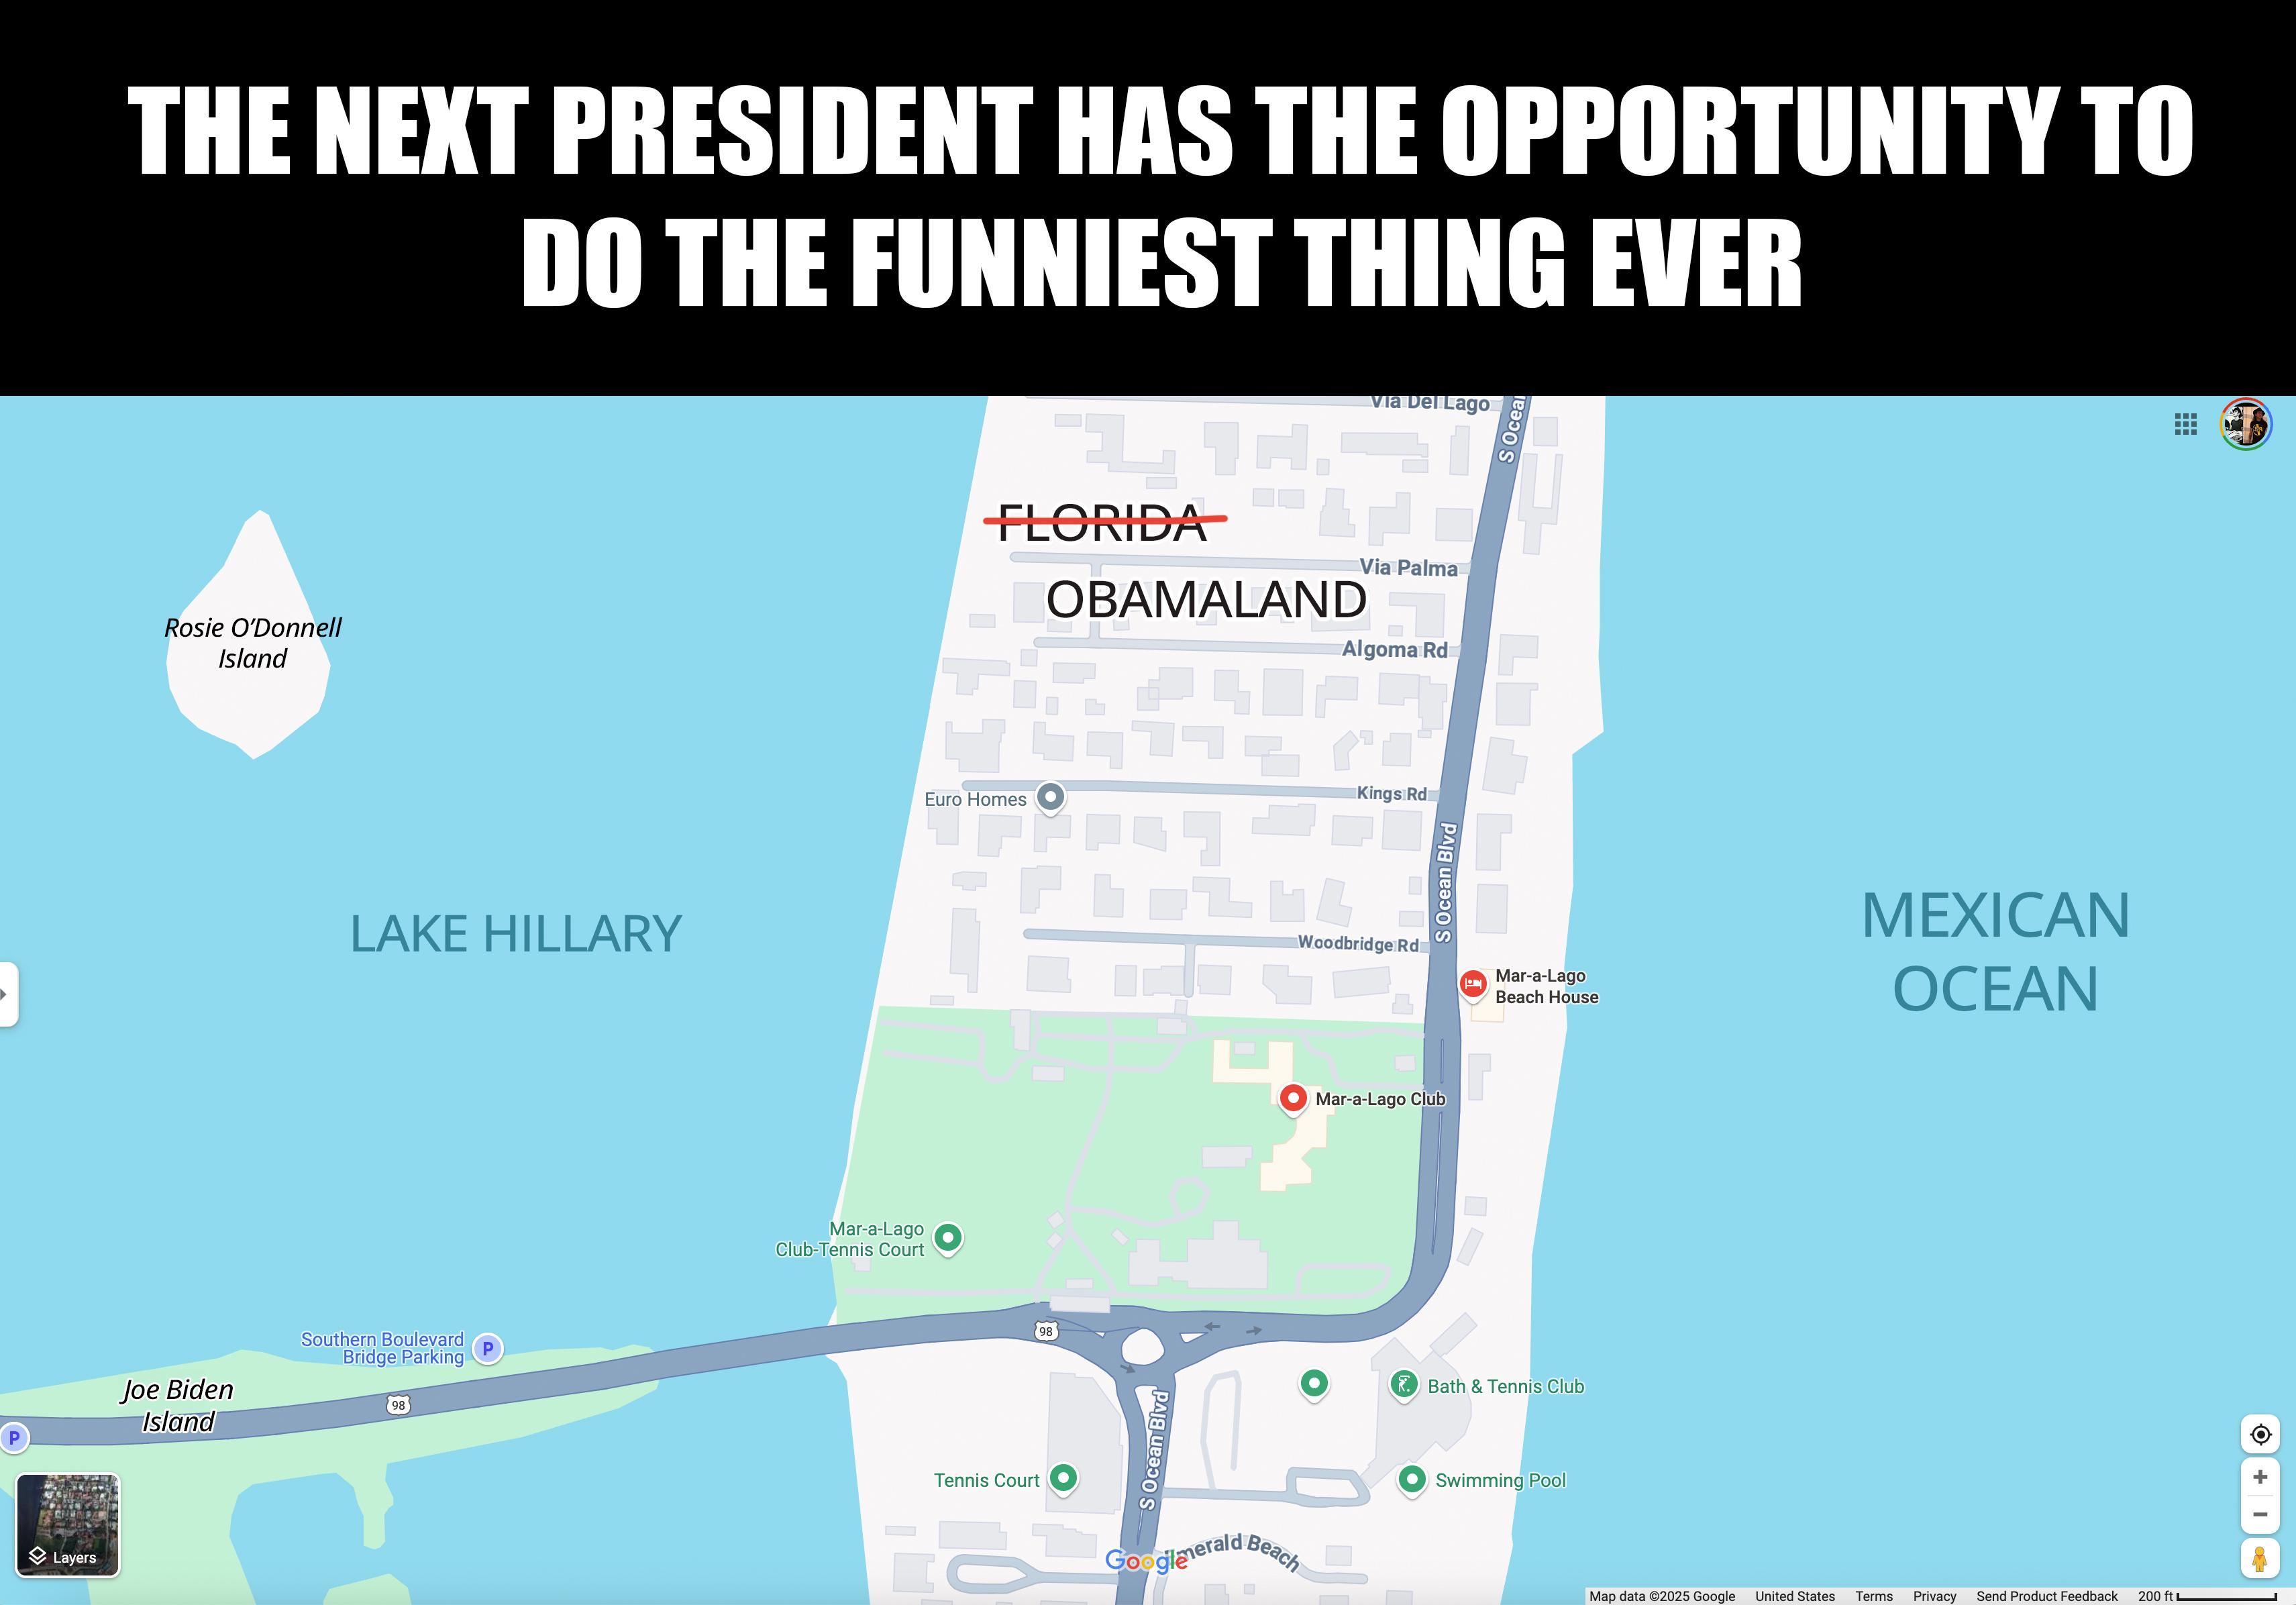 THE NEXT PRESIDENT HAS THE OPPORTUNITY TO
DO THE FUNNIEST THING EVER
Via Del Lago
S Ocean
FLORIDA
Via Palma
OBAMALAND
Rosie O'Donnell
Island
Algoma Rd
Euro Homes
Kings Rd
S Ocean Blvd
LAKE HILLARY
MEXICAN
OCEAN
Woodbridge Rd
Mar-a-Lago
Beach House
Mar-a-Lago Club
Mar-a-Lago
Club-Tennis Court
Southern Boulevard
Bridge Parking
P
98
Joe Biden
Island
98
P
Bath & Tennis Club
S Ocean Blvd
Tennis Court
Swimming Pool
Emerald Beach
Google
Layers
Map data ©2025 Google United States Terms Privacy Send Product Feedback 200 ft